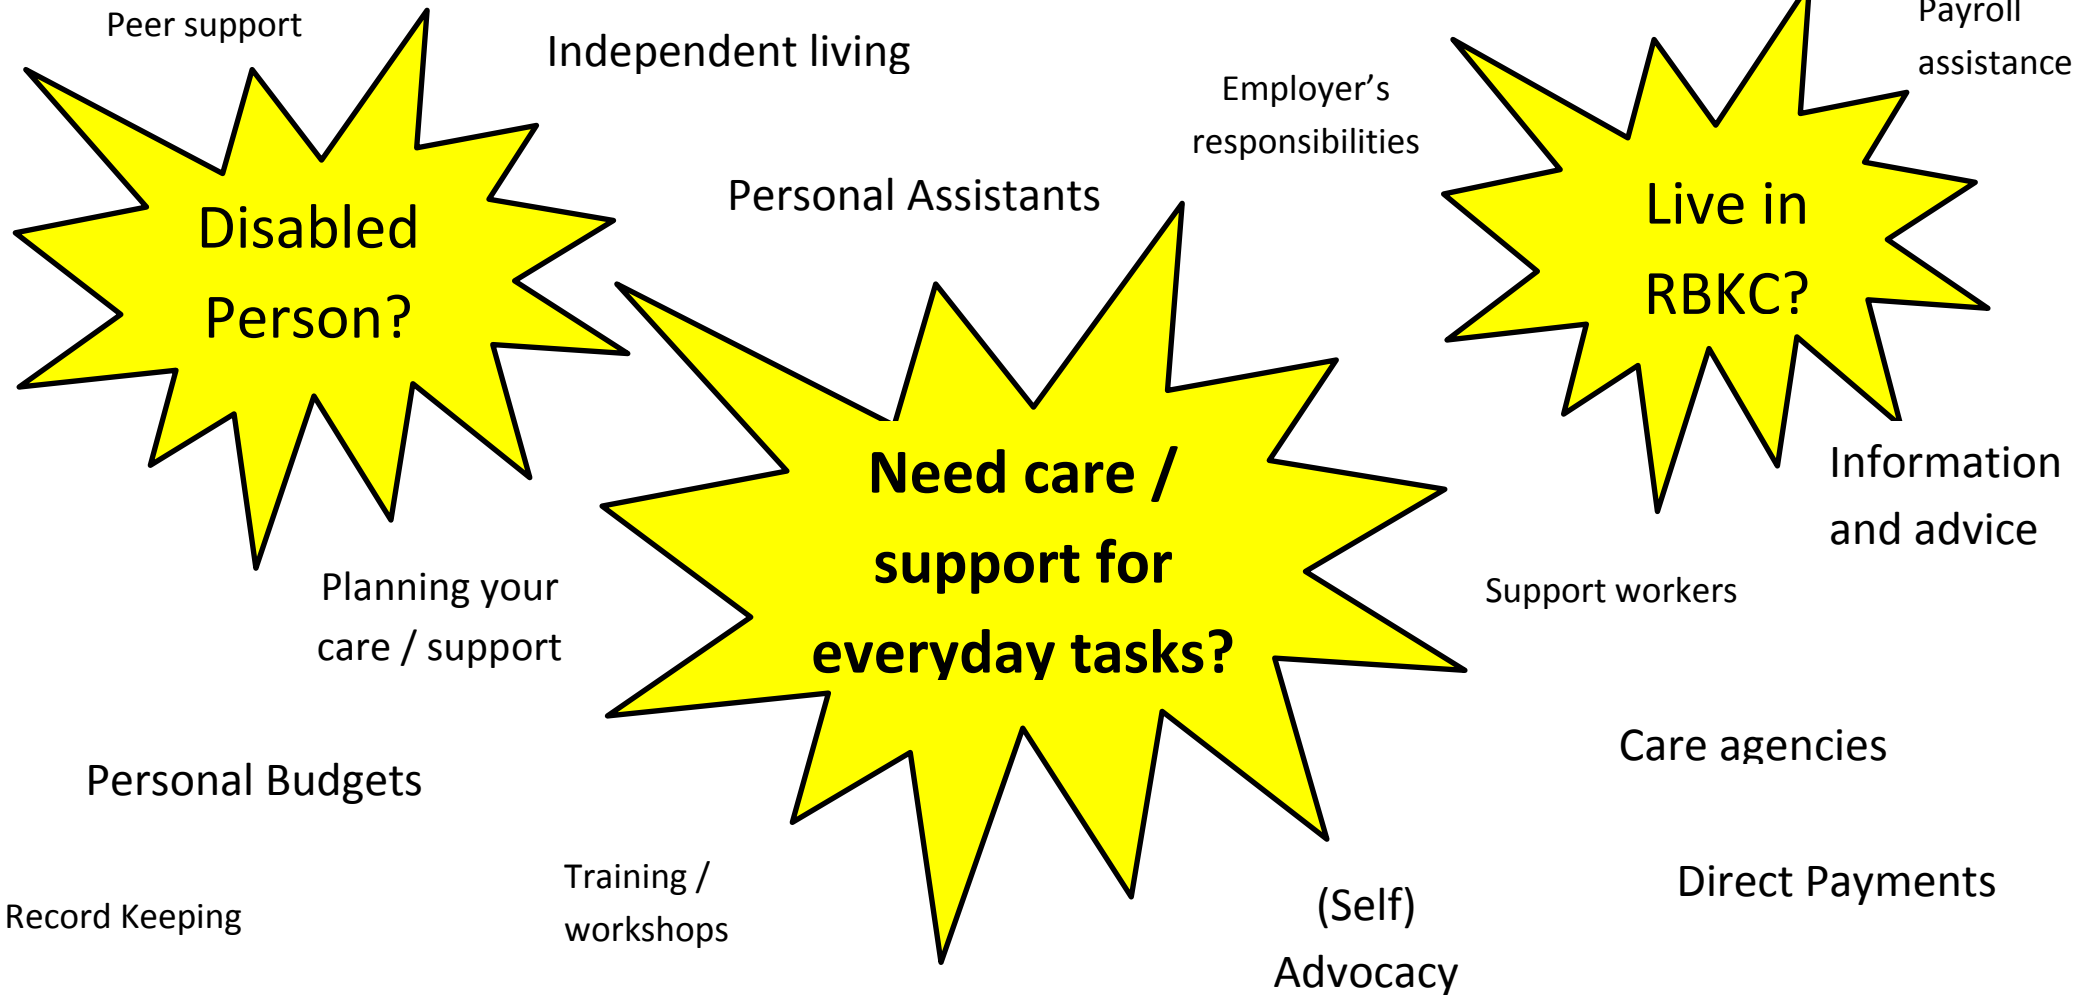 Peer support
Independent living
Payroll
assistance
Employer’s
responsibilities
Personal Assistants
Disabled
Person?
Live in
RBKC?
Need care /
support for
everyday tasks?
Information
and advice
Planning your
care / support
Support workers
Care agencies
Personal Budgets
Training /
workshops
Direct Payments
Record Keeping
(Self)
Advocacy